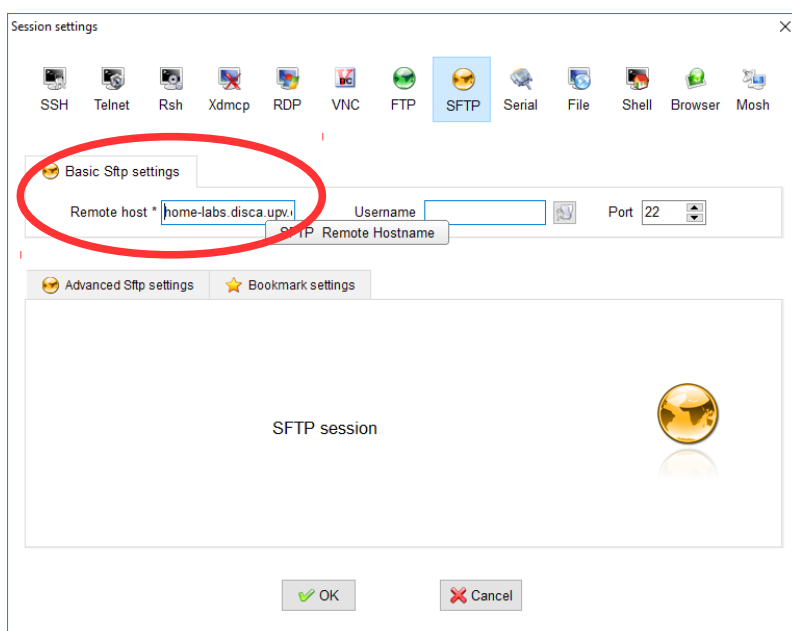 Session settings
SSH Telnet Rsh Xdmcp RDP VNC FTP SFTP Serial File Shell Browser Mosh
Basic Sftp settings
Remote host * home-labs.disca.upv. Username Port 22
SFTP Remote Hostname
Advanced Sftp settings Bookmark settings
SFTP session
OK Cancel